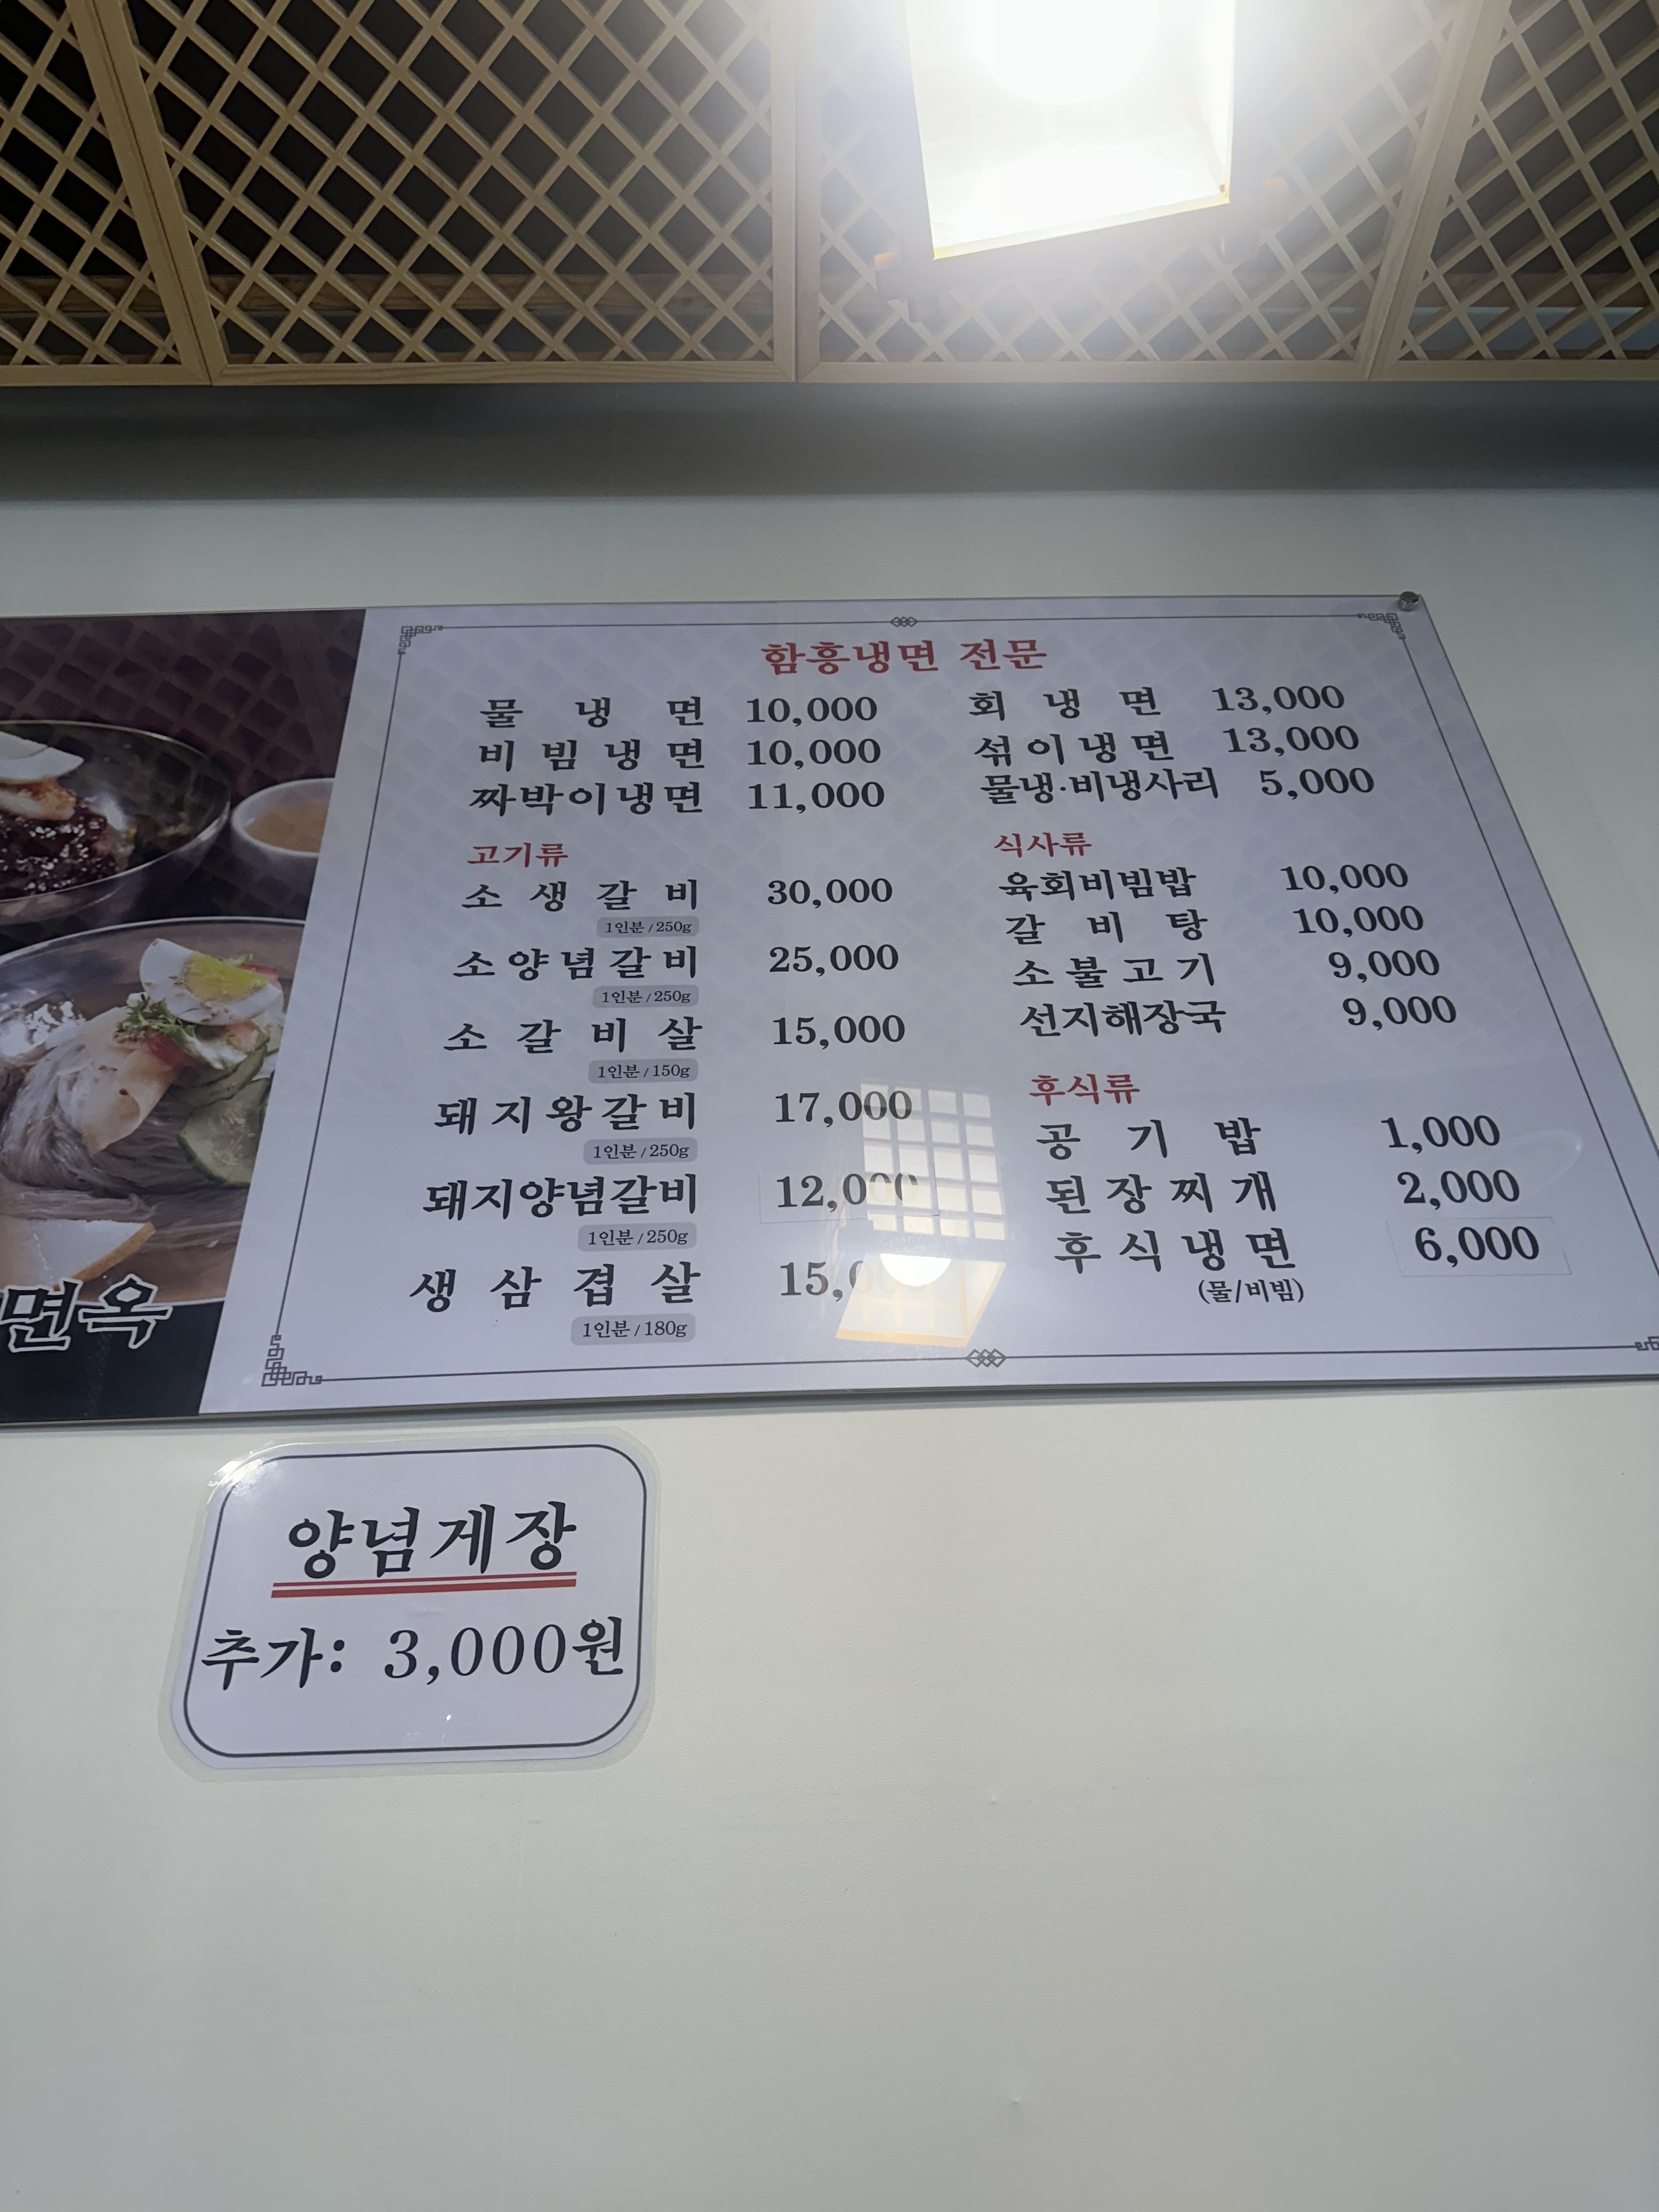 함흥냉면 전문
물냉면 10,000
비빔냉면 10,000
짜박이냉면 11,000
회냉면 13,000
섞이냉면 13,000
물냉·비냉사리 5,000
고기류
소생갈비 30,000
1인분/250g
소양념갈비 25,000
1인분/250g
소갈비살 15,000
1인분/150g
돼지왕갈비 17,000
1인분/250g
돼지양념갈비 12,000
1인분/250g
생삼겹살
1인분/180g
식사류
육회비빔밥 10,000
갈비탕 10,000
소불고기 9,000
선지해장국 9,000
후식류
공기밥 1,000
된장찌개 2,000
후식냉면 6,000
(물/비빔)
면옥
양념게장
추가: 3,000원